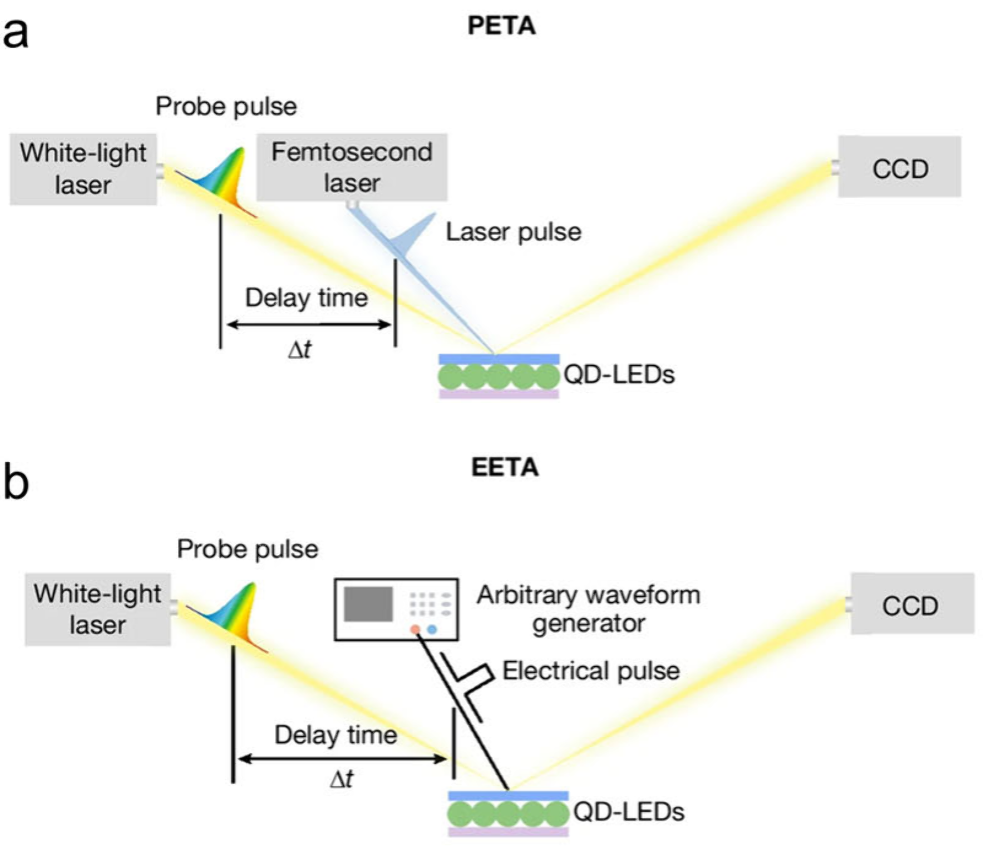 a
PETA
Probe pulse
White-light
laser
Femtosecond
laser
CCD
Laser pulse
Delay time
Δt
QD-LEDs
b
EETA
Probe pulse
White-light
laser
Arbitrary waveform
generator
CCD
Electrical pulse
Delay time
Δt
QD-LEDs